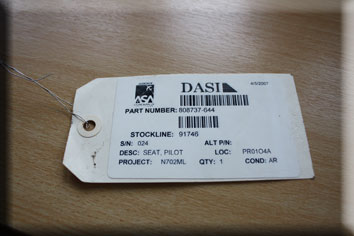 ASA
DASI
4/5/2007
PART NUMBER: 808737-644
STOCKLINE: 91746
S/N: 024 ALT P/N:
DESC: SEAT, PILOT LOC: PR01O4A
PROJECT: N702ML QTY: 1 COND: AR